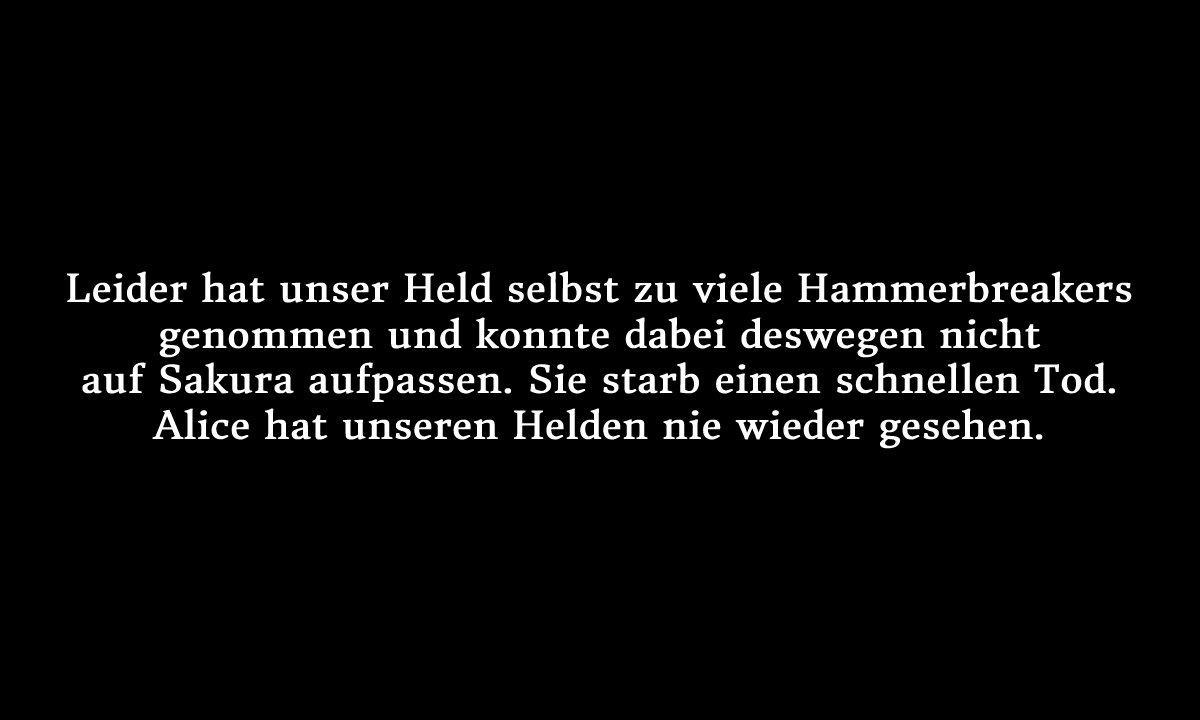 Leider hat unser Held selbst zu viele Hammerbreakers
genommen und konnte dabei deswegen nicht
auf Sakura aufpassen. Sie starb einen schnellen Tod.
Alice hat unseren Helden nie wieder gesehen.